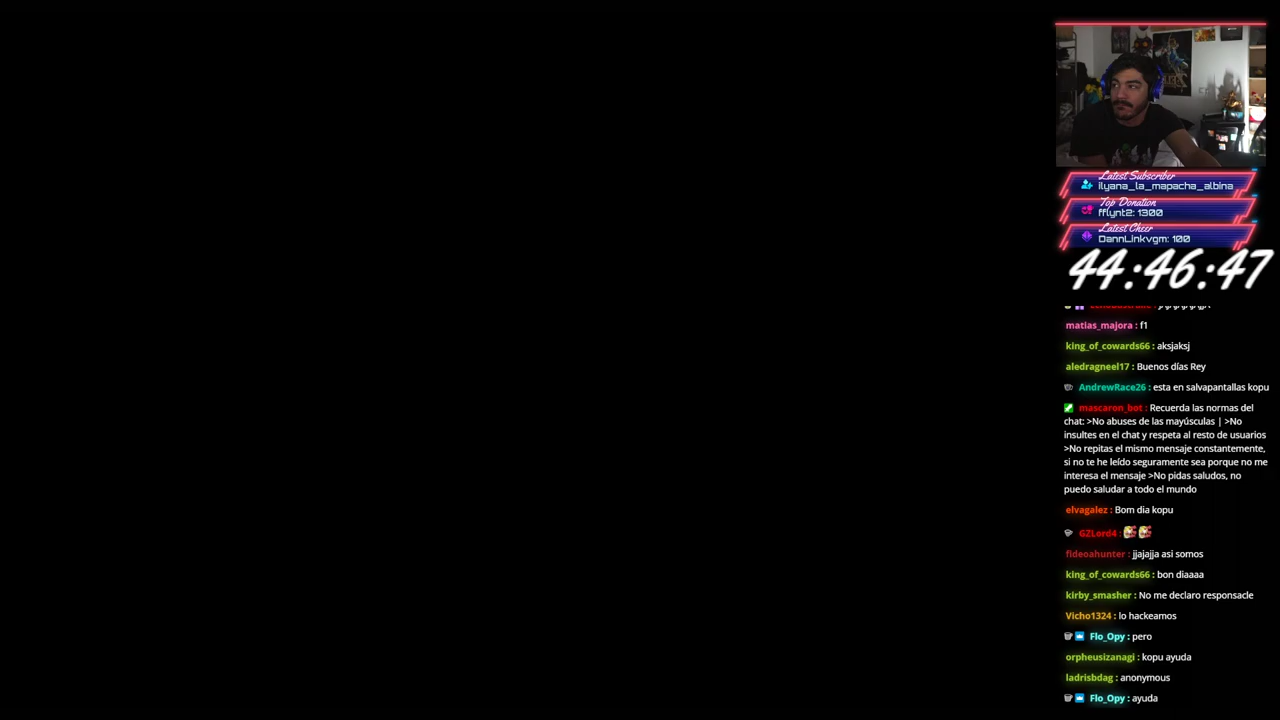 Latest Subscriber
ilyana_la_mapacha_albina
Top Donation
fflynt2: 1300
Latest Cheer
DannLinkvgm: 100
44:46:47
matias_majora : f1
king_of_cowards66 : aksjaksj
aledragneel17 : Buenos días Rey
AndrewRace26 : esta en salvapantallas kopu
mascaron_bot : Recuerda las normas del
chat: >No abuses de las mayúsculas | >No
insultes en el chat y respeta al resto de usuarios
>No repitas el mismo mensaje constantemente,
si no te he leído seguramente sea porque no me
interesa el mensaje >No pidas saludos, no
puedo saludar a todo el mundo
elvagalez : Bom dia kopu
GZLord4 :
fideoahunter : jjajajja asi somos
king_of_cowards66 : bon diaaaa
kirby_smasher : No me declaro responsacle
Vicho1324 : lo hackeamos
Flo_Opy : pero
orpheusizanagi : kopu ayuda
ladrisbdag : anonymous
Flo_Opy : ayuda